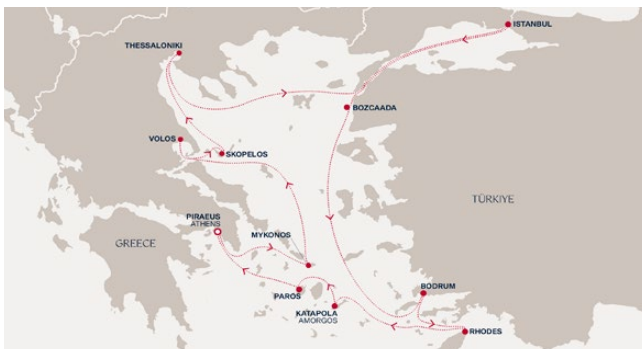 ISTANBUL
THESSALONIKI
BOZCAADA
VOLOS
SKOPELOS
TÜRKIYE
PIRAEUS
ATHENS
MYKONOS
GREECE
BODRUM
PAROS
KATAPOLA
AMORGOS
RHODES